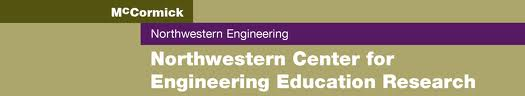 McCormick
Northwestern Engineering
Northwestern Center for
Engineering Education Research